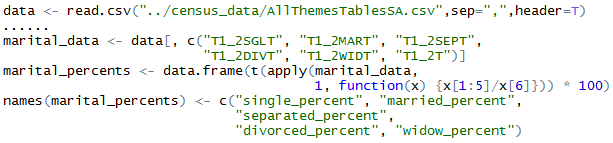 data <- read.csv("../census_data/AllThemesTablesSA.csv",sep=",",header=T)
......
marital_data <- data[, c("T1_2SGLT", "T1_2MART", "T1_2SEPT",
"T1_2DIVT", "T1_2WIDT", "T1_2T")]
marital_percents <- data.frame(t(apply(marital_data,
1, function(x) {x[1:5]/x[6]})) * 100)
names(marital_percents) <- c("single_percent", "married_percent",
"separated_percent",
"divorced_percent", "widow_percent")